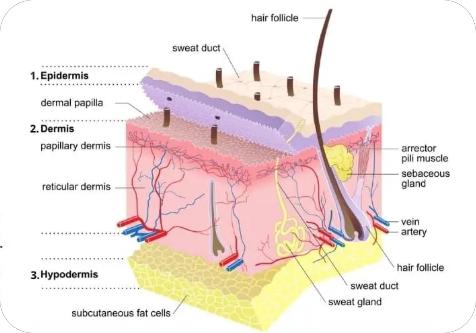 hair follicle
sweat duct
1. Epidermis
dermal papilla
2. Dermis
papillary dermis
reticular dermis
arrector
pili muscle
sebaceous
gland
vein
artery
hair follicle
3. Hypodermis
sweat duct
sweat gland
subcutaneous fat cells